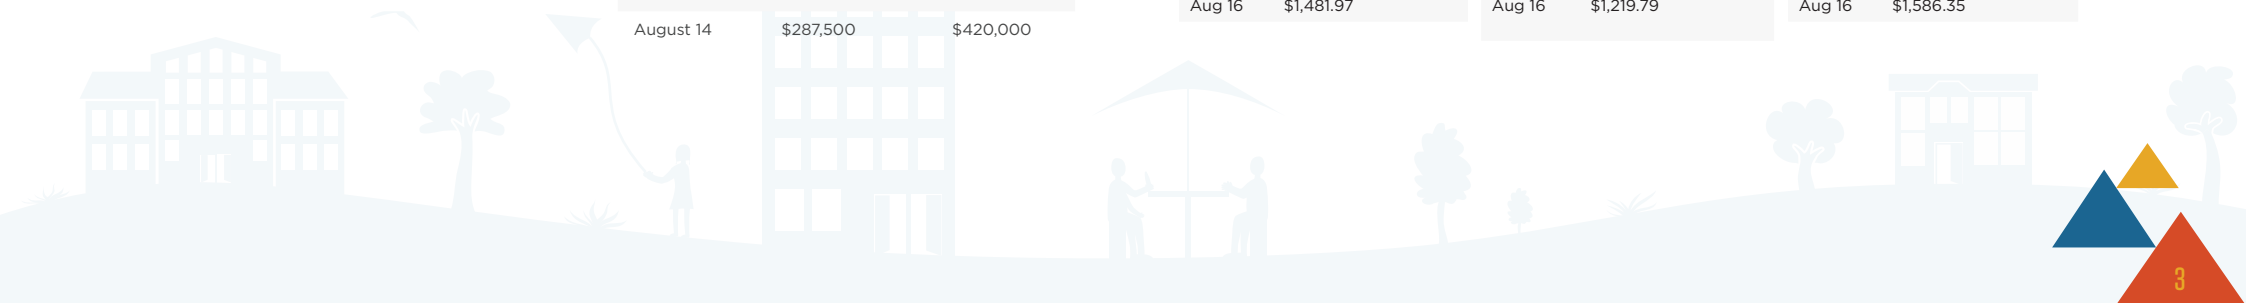 Aug 16 $1,481.97 Aug 16 $1,219.79 Aug 16 $1,586.35
August 14 $287,500 $420,000
3